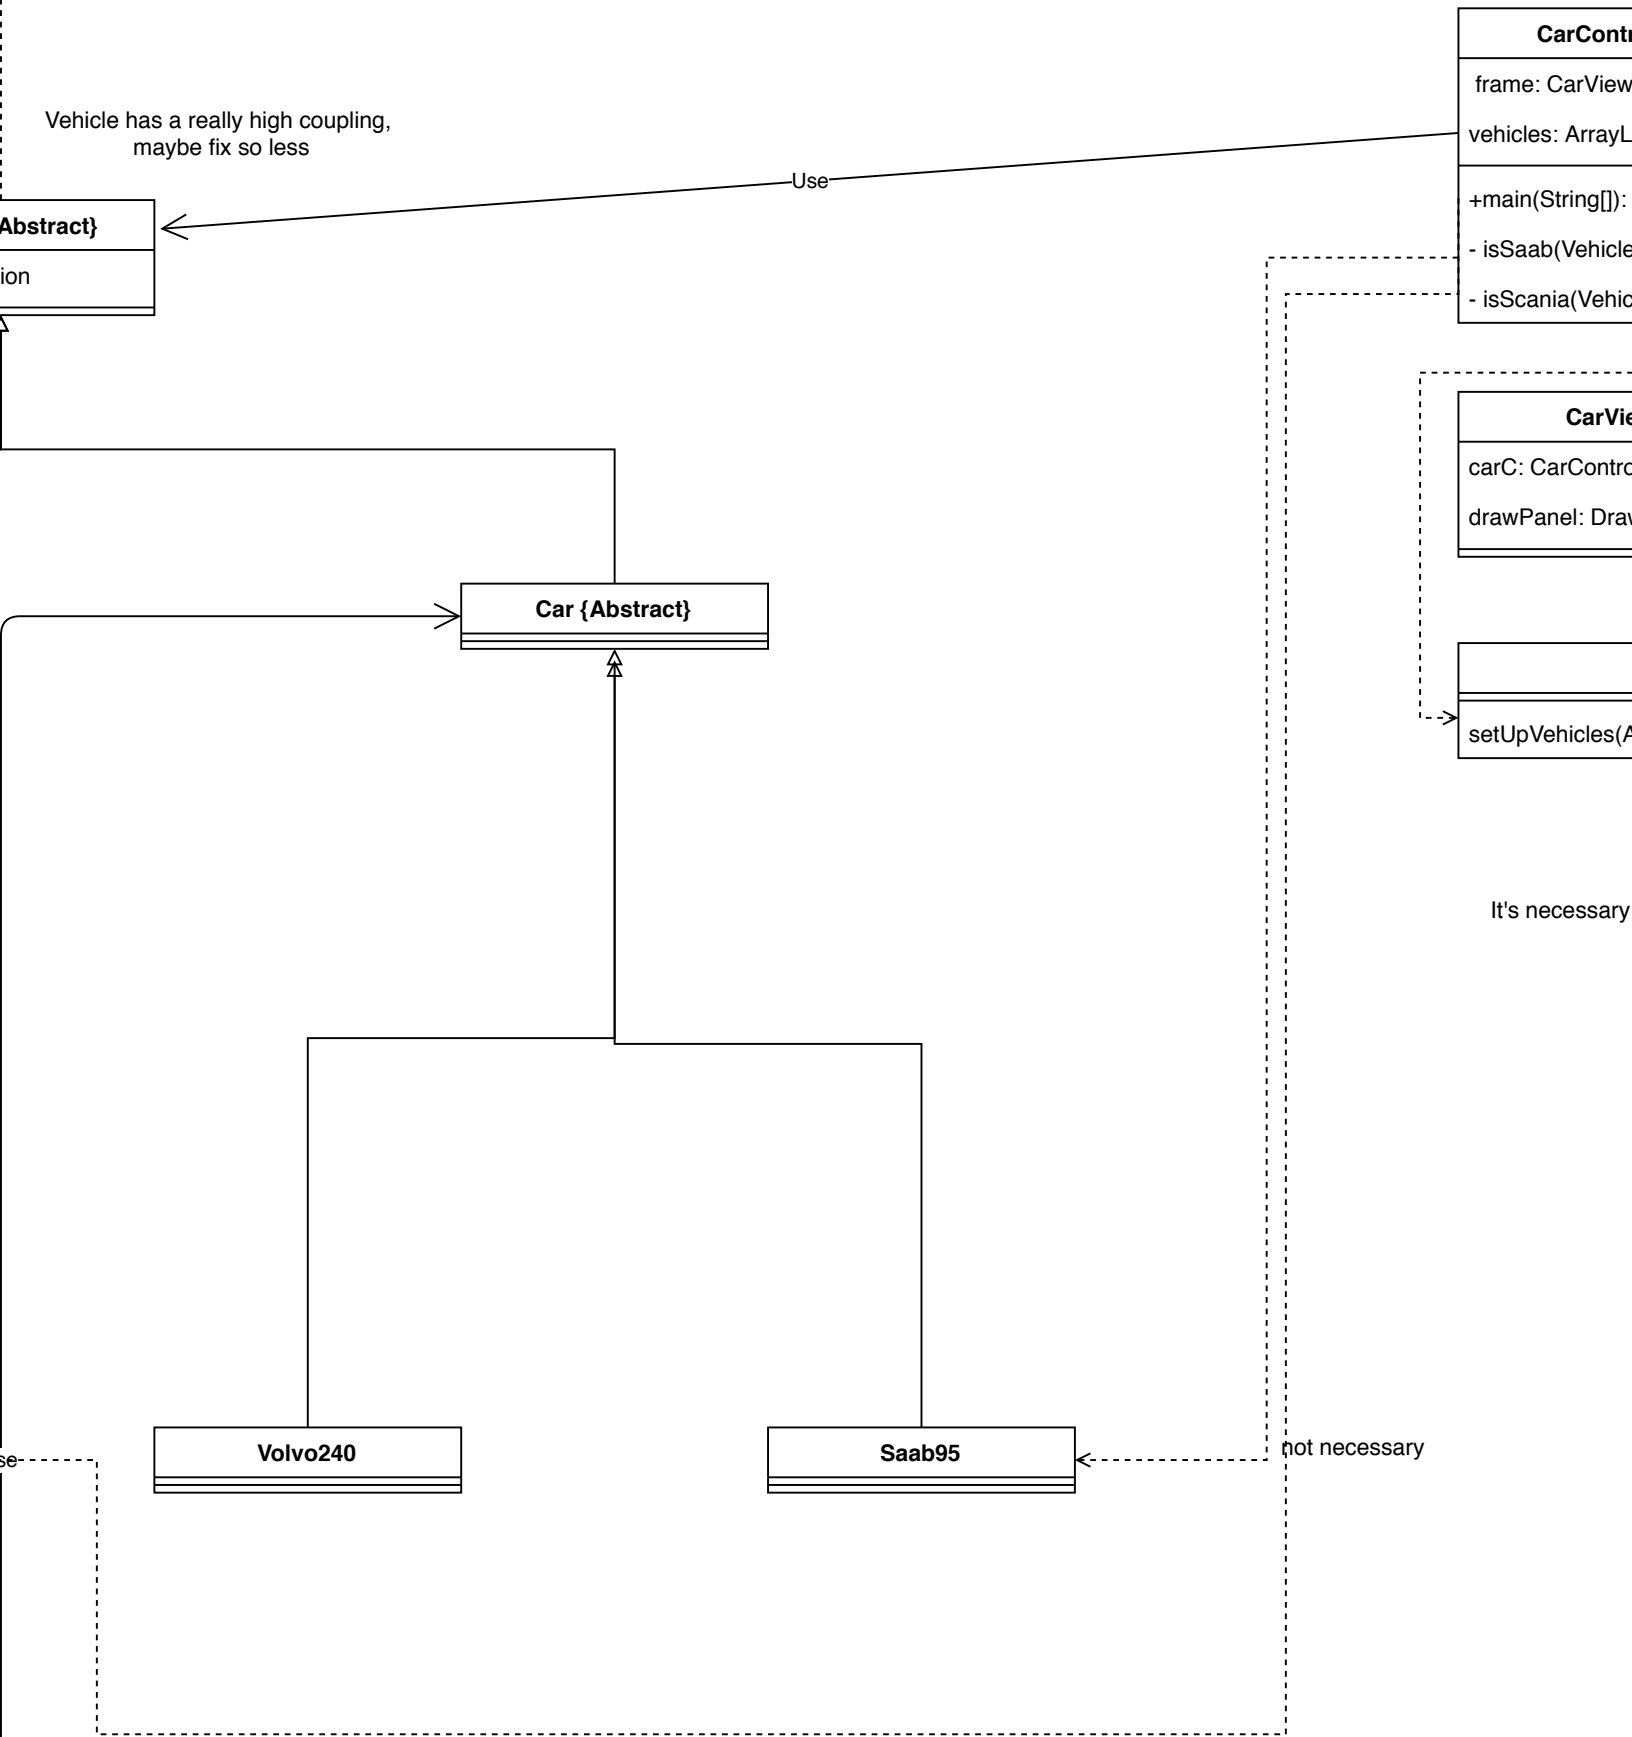 CarContr
frame: CarView
vehicles: ArrayL
+main(String[]):
- isSaab(Vehicle
- isScania(Vehic
Vehicle has a really high coupling,
maybe fix so less
Use
Abstract}
ion
CarVie
carC: CarContro
drawPanel: Draw
Car {Abstract}
setUpVehicles(A
It's necessary
Volvo240
Saab95
not necessary
se